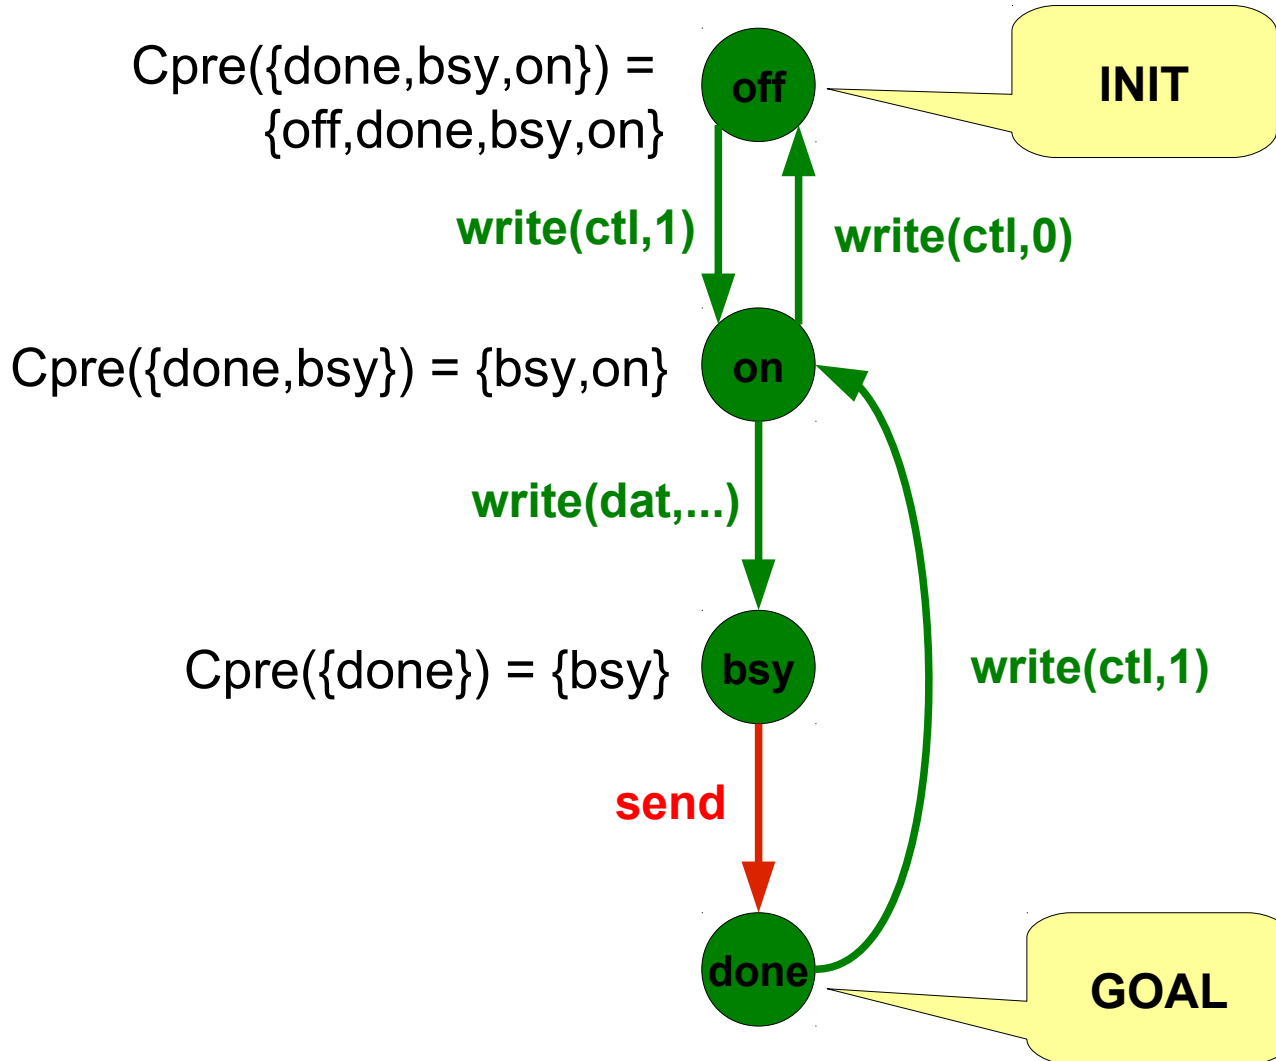 Cpre({done,bsy,on}) =
{off,done,bsy,on}
off
INIT
write(ctl,1)
write(ctl,0)
Cpre({done,bsy}) = {bsy,on}
on
write(dat,...)
Cpre({done}) = {bsy}
bsy
write(ctl,1)
send
done
GOAL